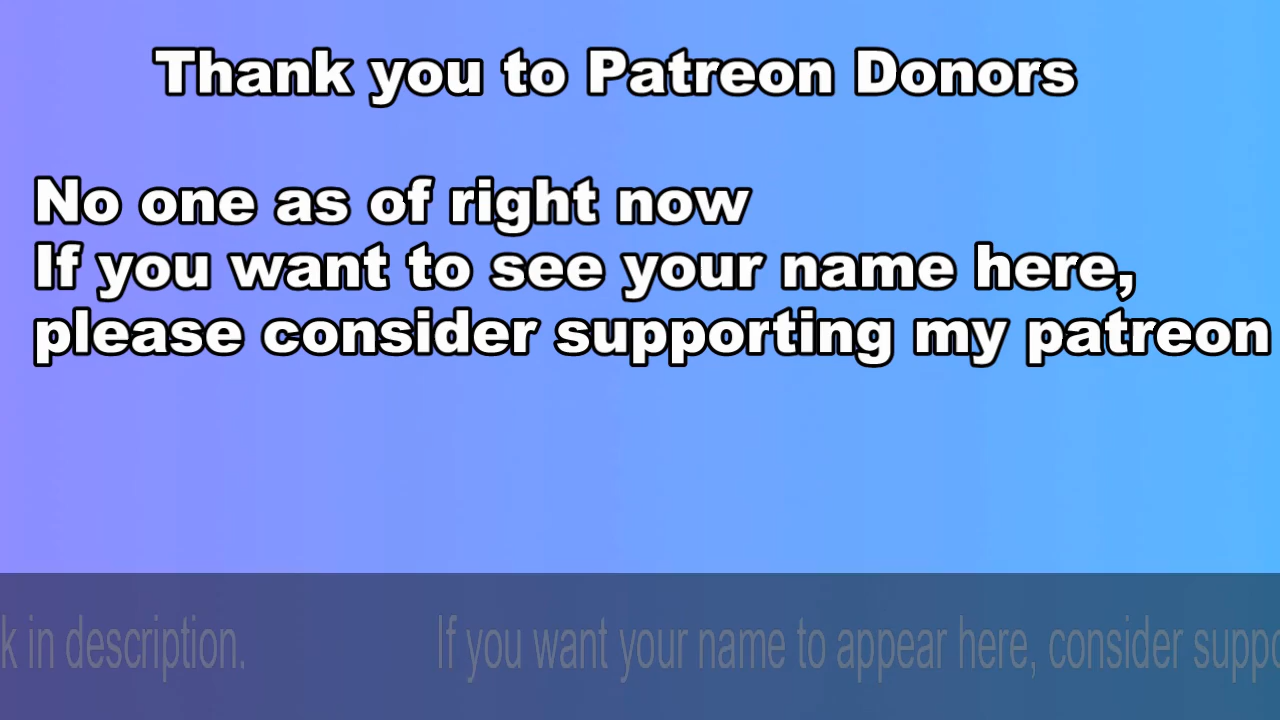 Thank you to Patreon Donors
No one as of right now
If you want to see your name here,
please consider supporting my patreon
k in description. If you want your name to appear here, consider suppo